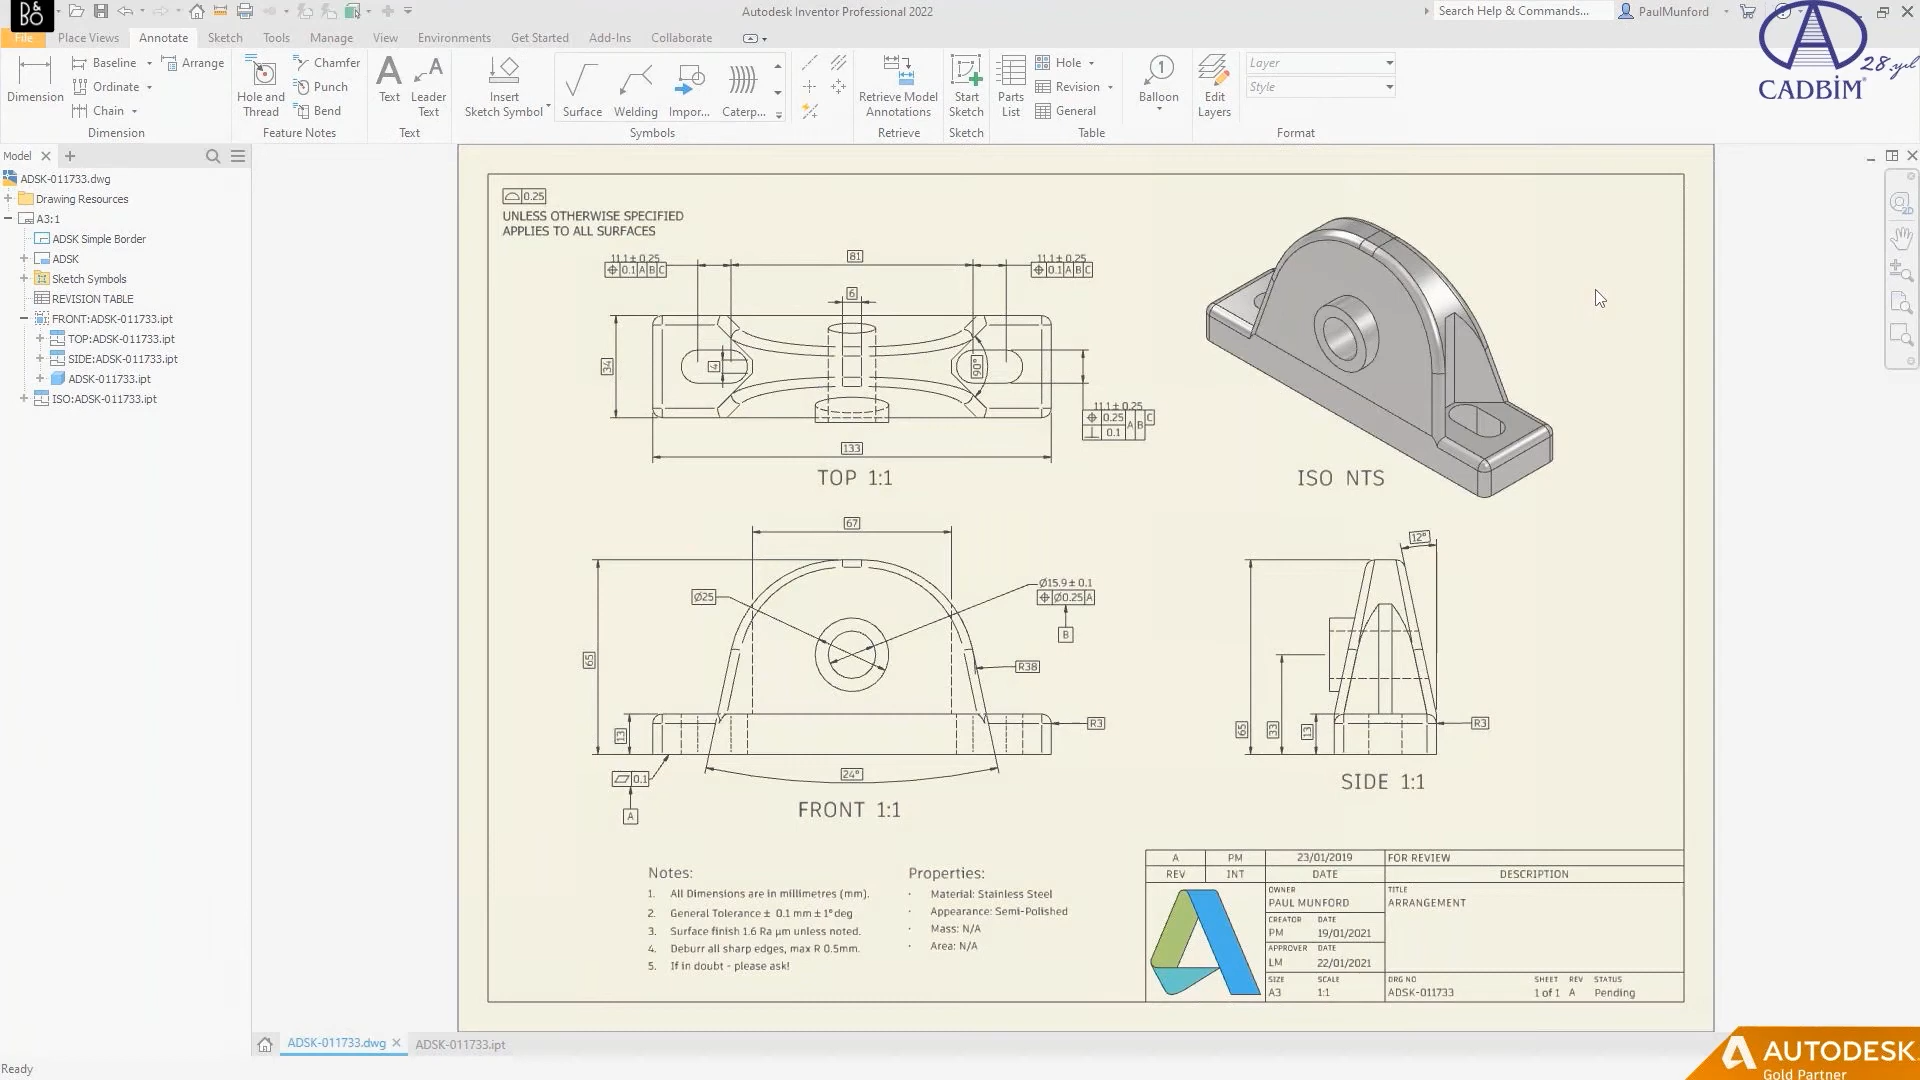 B&
BO
Autodesk Inventor Professional 2022
Search Help & Commands...
PaulMunford
File
Place Views
Annotate
Sketch
Tools
Manage
View
Environments
Get Started
Add-Ins
Collaborate
Dimension
Baseline
Ordinate
Chain
Arrange
Dimension
Hole and Thread
Chamfer
Punch
Bend
Feature Notes
Text
Leader Text
Text
Insert Sketch Symbol
Surface
Welding
Impor...
Caterp...
Symbols
Retrieve Model Annotations
Retrieve
Start Sketch
Sketch
Parts List
Hole
Revision
General
Table
1
Balloon
Edit Layers
Layer
Style
Format
CADBİM
28.yıl
Model
ADSK-011733.dwg
Drawing Resources
A3:1
ADSK Simple Border
ADSK
Sketch Symbols
REVISION TABLE
FRONT:ADSK-011733.ipt
TOP:ADSK-011733.ipt
SIDE:ADSK-011733.ipt
ADSK-011733.ipt
ISO:ADSK-011733.ipt
2D
0.25
UNLESS OTHERWISE SPECIFIED
APPLIES TO ALL SURFACES
11.1 ± 0.25
0.1 A B C
81
11.1 ± 0.25
0.1 A B C
6
34
4
90°
11.1 ± 0.25
0.25 A B C
0.1
133
TOP 1:1
ISO NTS
67
Ø25
Ø15.9 ± 0.1
Ø0.25 A
B
65
R38
13
R3
0.1
A
24°
FRONT 1:1
12°
65
33
13
R3
SIDE 1:1
Notes:
1. All Dimensions are in millimetres (mm).
2. General Tolerance ± 0.1 mm ± 1° deg
3. Surface finish 1.6 Ra µm unless noted.
4. Deburr all sharp edges, max R 0.5mm.
5. If in doubt - please ask!
Properties:
· Material: Stainless Steel
· Appearance: Semi-Polished
· Mass: N/A
· Area: N/A
A PM 23/01/2019 FOR REVIEW
REV INT DATE DESCRIPTION
OWNER
PAUL MUNFORD
TITLE
ARRANGEMENT
CREATOR DATE
PM 19/01/2021
APPROVER DATE
LM 22/01/2021
SIZE SCALE
A3 1:1
DRG NO SHEET REV STATUS
ADSK-011733 1 of 1 A Pending
ADSK-011733.dwg
ADSK-011733.ipt
Ready
AUTODESK
Gold Partner